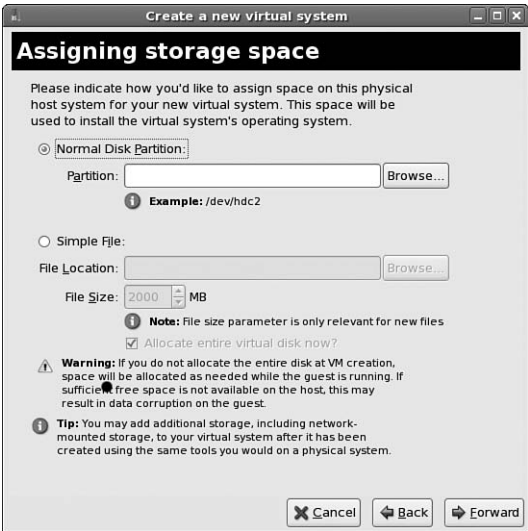 Create a new virtual system
Assigning storage space
Please indicate how you'd like to assign space on this physical
host system for your new virtual system. This space will be
used to install the virtual system's operating system.
Normal Disk Partition:
Partition: Browse...
Example: /dev/hdc2
Simple File:
File Location: Browse...
File Size: 2000 MB
Note: File size parameter is only relevant for new files
Allocate entire virtual disk now?
Warning: If you do not allocate the entire disk at VM creation,
space will be allocated as needed while the guest is running. If
sufficient free space is not available on the host, this may
result in data corruption on the guest.
Tip: You may add additional storage, including network-
mounted storage, to your virtual system after it has been
created using the same tools you would on a physical system.
Cancel Back Forward